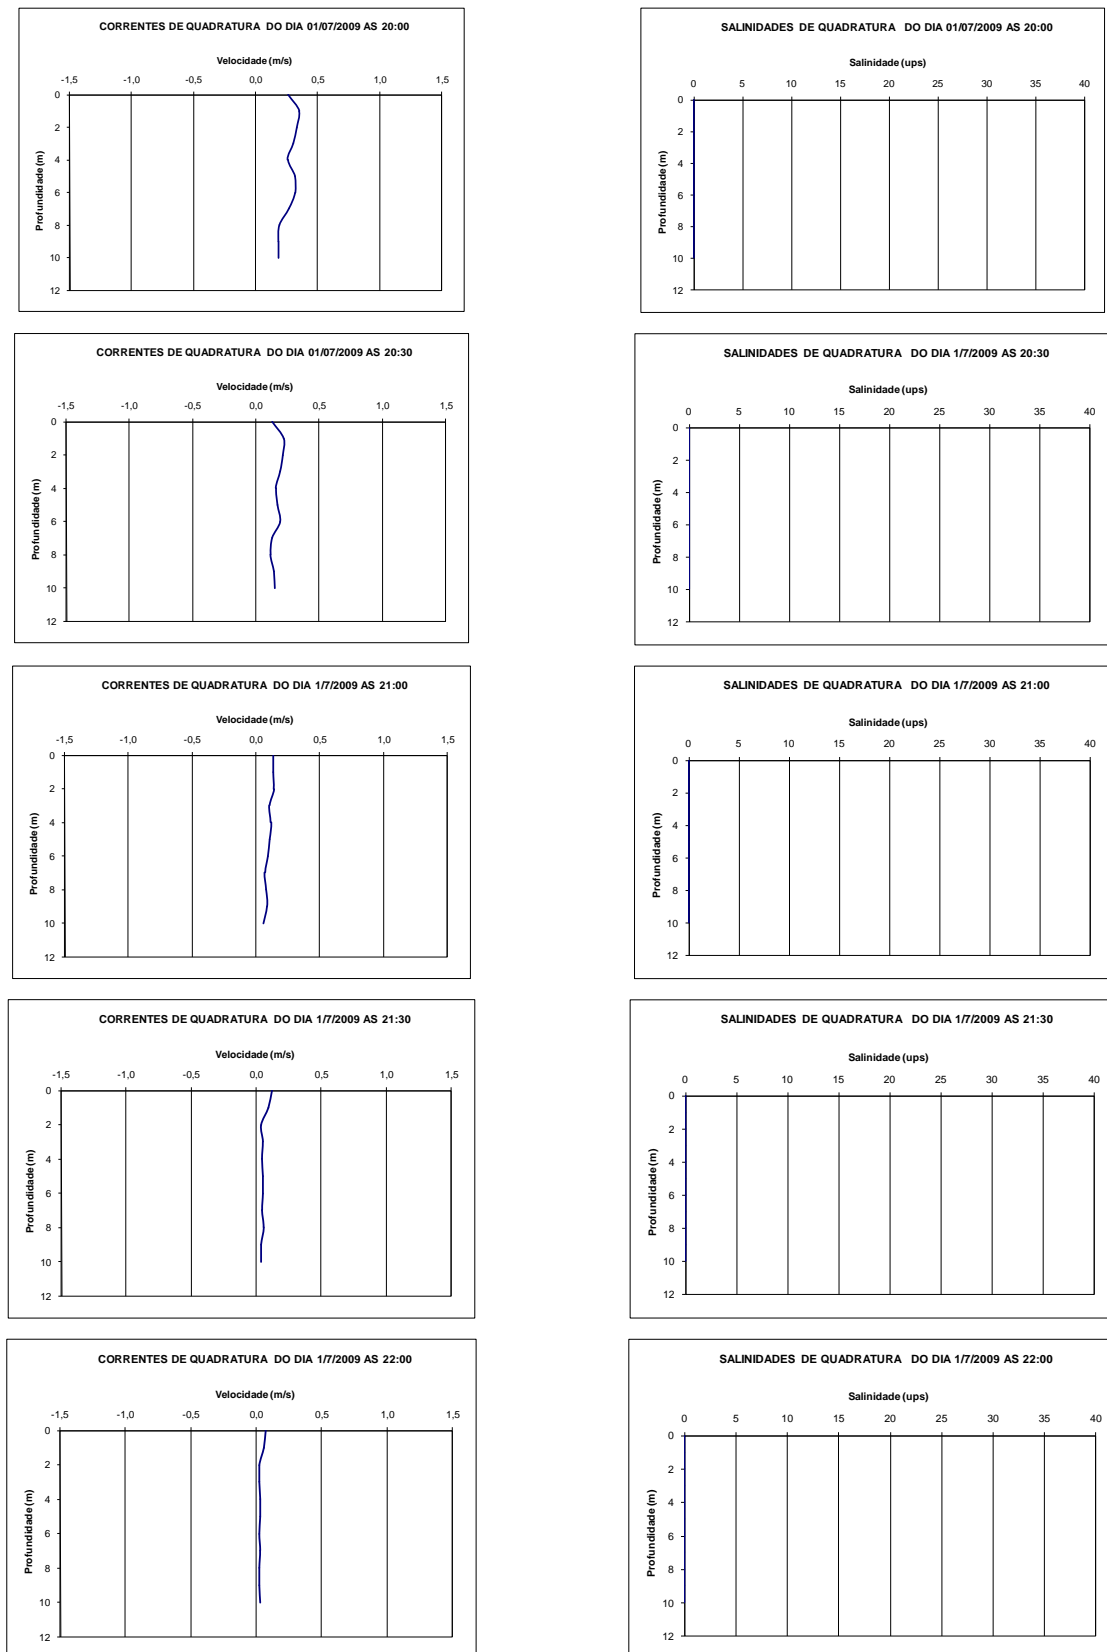 CORRENTES DE QUADRATURA DO DIA 01/07/2009 AS 20:00
Velocidade (m/s)
-1,5 -1,0 -0,5 0,0 0,5 1,0 1,5
0
2
4
6
8
10
12
Profundidade (m)
SALINIDADES DE QUADRATURA DO DIA 01/07/2009 AS 20:00
Salinidade (ups)
0 5 10 15 20 25 30 35 40
0
2
4
6
8
10
12
Profundidade (m)
CORRENTES DE QUADRATURA DO DIA 01/07/2009 AS 20:30
Velocidade (m/s)
-1,5 -1,0 -0,5 0,0 0,5 1,0 1,5
0
2
4
6
8
10
12
Profundidade (m)
SALINIDADES DE QUADRATURA DO DIA 1/7/2009 AS 20:30
Salinidade (ups)
0 5 10 15 20 25 30 35 40
0
2
4
6
8
10
12
Profundidade (m)
CORRENTES DE QUADRATURA DO DIA 1/7/2009 AS 21:00
Velocidade (m/s)
-1,5 -1,0 -0,5 0,0 0,5 1,0 1,5
0
2
4
6
8
10
12
Profundidade (m)
SALINIDADES DE QUADRATURA DO DIA 1/7/2009 AS 21:00
Salinidade (ups)
0 5 10 15 20 25 30 35 40
0
2
4
6
8
10
12
Profundidade (m)
CORRENTES DE QUADRATURA DO DIA 1/7/2009 AS 21:30
Velocidade (m/s)
-1,5 -1,0 -0,5 0,0 0,5 1,0 1,5
0
2
4
6
8
10
12
Profundidade (m)
SALINIDADES DE QUADRATURA DO DIA 1/7/2009 AS 21:30
Salinidade (ups)
0 5 10 15 20 25 30 35 40
0
2
4
6
8
10
12
Profundidade (m)
CORRENTES DE QUADRATURA DO DIA 1/7/2009 AS 22:00
Velocidade (m/s)
-1,5 -1,0 -0,5 0,0 0,5 1,0 1,5
0
2
4
6
8
10
12
Profundidade (m)
SALINIDADES DE QUADRATURA DO DIA 1/7/2009 AS 22:00
Salinidade (ups)
0 5 10 15 20 25 30 35 40
0
2
4
6
8
10
12
Profundidade (m)